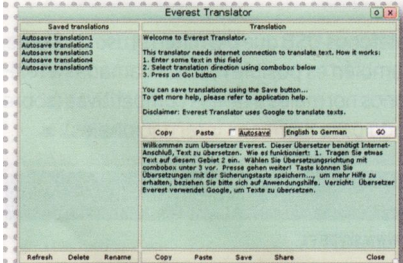 Everest Translator
Saved translations
Translation
Autosave translation1
Autosave translation2
Autosave translation3
Autosave translation4
Autosave translation5
Welcome to Everest Translator.
This translator needs internet connection to translate text. How it works:
1. Enter some text in this field
2. Select translation direction using combobox below
3. Press on Go! button
You can save translations using the Save button...
To get more help, please refer to application help.
Disclaimer: Everest Translator uses Google to translate texts.
Copy Paste Autosave English to German GO
Willkommen zum Übersetzer Everest. Dieser Übersetzer benötigt Internet-
Anschluß, Text zu übersetzen. Wie es funktioniert: 1. Tragen Sie etwas
Text auf diesem Gebiet 2 ein. Wählen Sie Übersetzungsrichtung mit
combobox unter 3 vor. Presse gehen weiter! Taste können Sie
Übersetzungen mit der Sicherungstaste speichern..., um mehr Hilfe zu
erhalten, beziehen Sie bitte sich auf Anwendungshilfe. Verzicht: Übersetzer
Everest verwendet Google, um Texte zu übersetzen.
Refresh Delete Rename Copy Paste Save Share Close